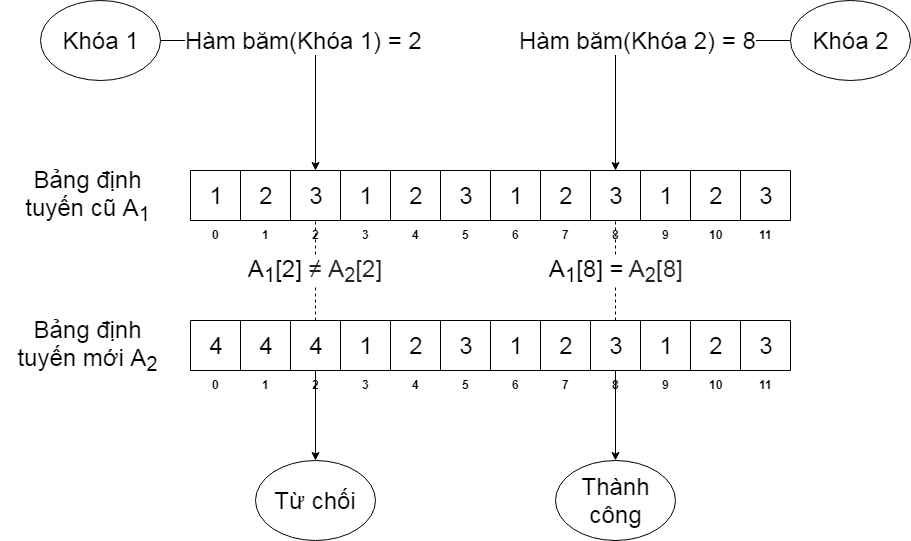 Khóa 1
Hàm băm(Khóa 1) = 2
Hàm băm(Khóa 2) = 8
Khóa 2
Bảng định
tuyến cũ A1
1 2 3 1 2 3 1 2 3 1 2 3
0 1 2 3 4 5 6 7 8 9 10 11
A1[2] ≠ A2[2]
A1[8] = A2[8]
Bảng định
tuyến mới A2
4 4 4 1 2 3 1 2 3 1 2 3
0 1 2 3 4 5 6 7 8 9 10 11
Từ chối
Thành
công